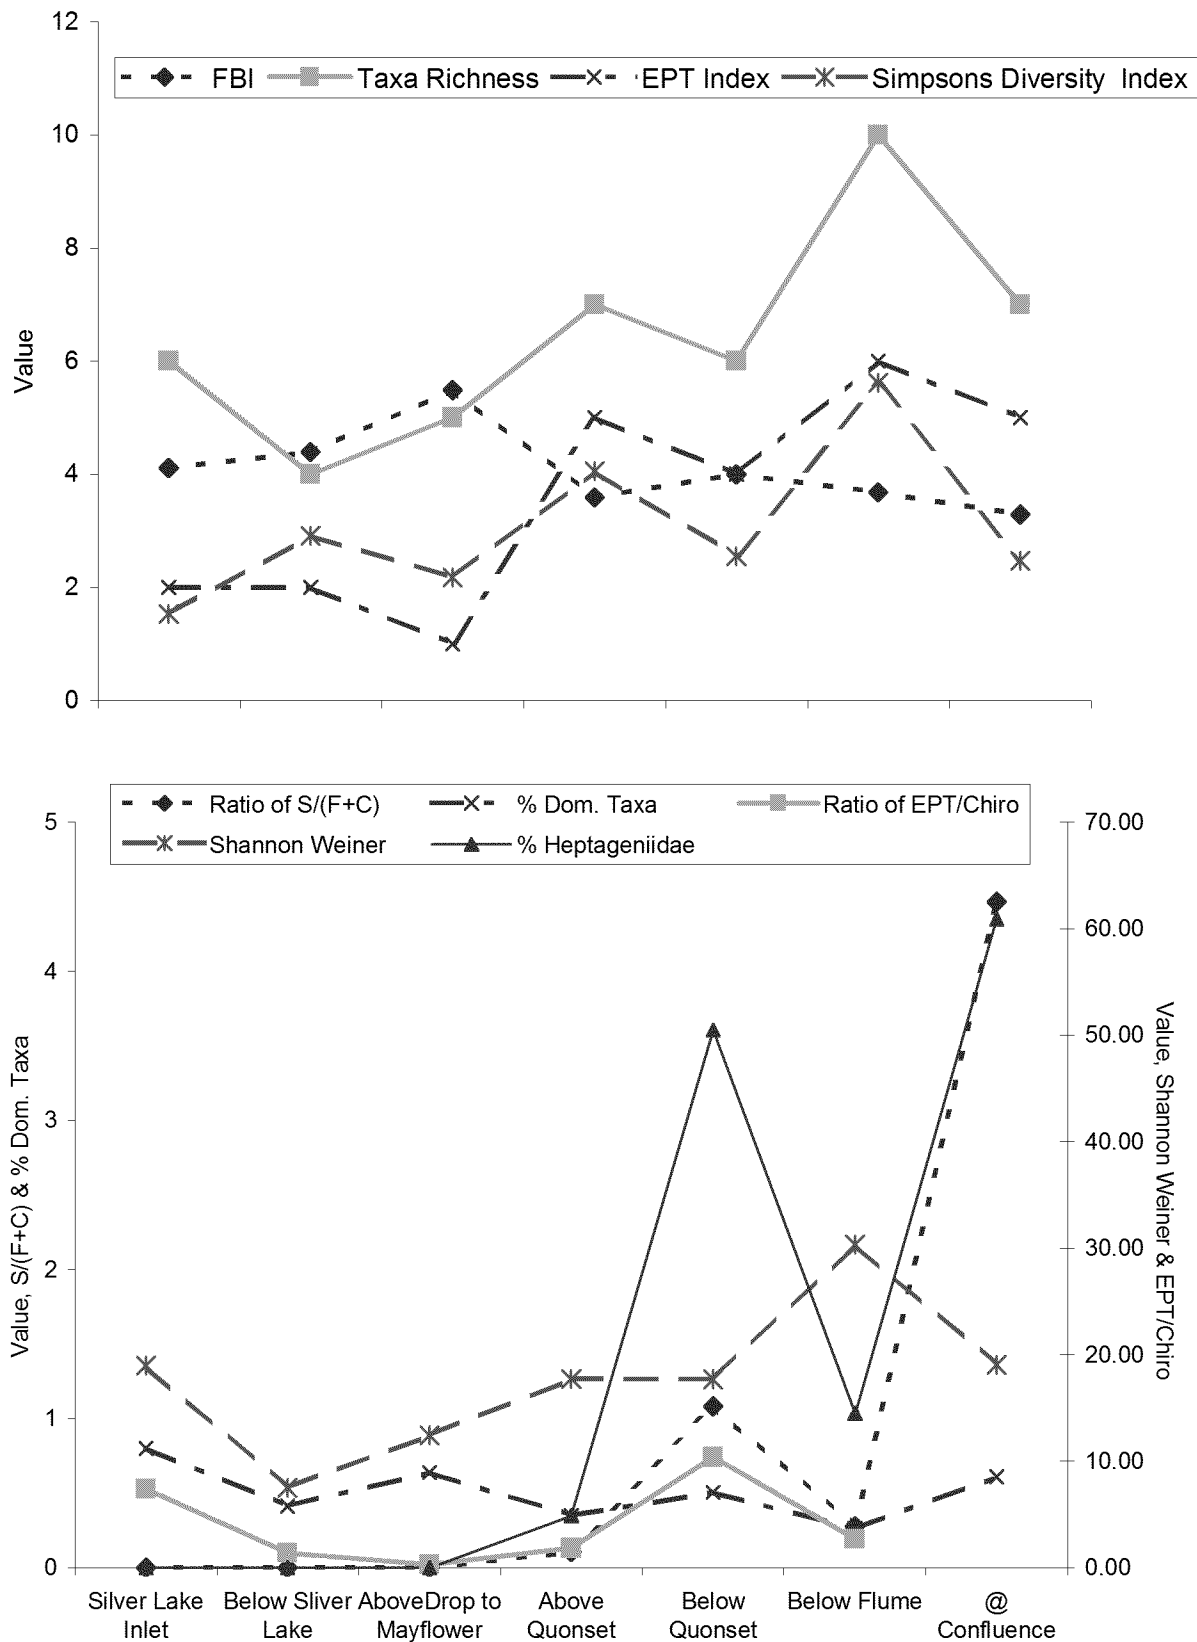 12
FBI Taxa Richness EPT Index Simpsons Diversity Index
10
8
6
4
2
0
Value
Ratio of S/(F+C) % Dom. Taxa Ratio of EPT/Chiro
Shannon Weiner % Heptageniidae
5
4
3
2
1
0
Value, S/(F+C) & % Dom. Taxa
70.00
60.00
50.00
40.00
30.00
20.00
10.00
0.00
Value, Shannon Weiner & EPT/Chiro
Silver Lake
Inlet
Below Sliver
Lake
AboveDrop to
Mayflower
Above
Quonset
Below
Quonset
Below Flume
@
Confluence